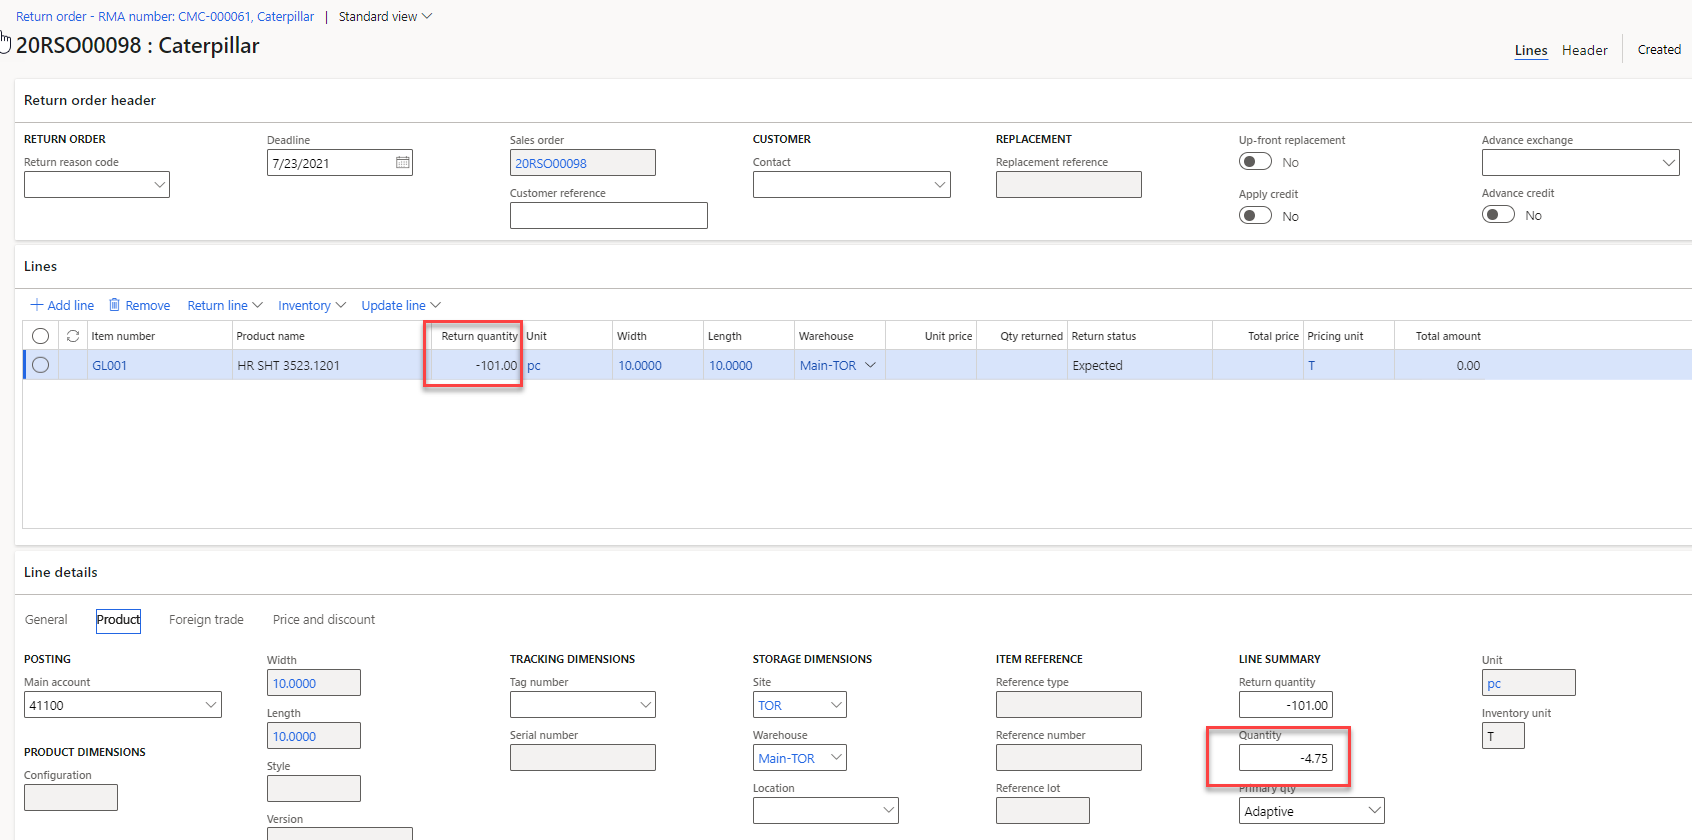 Return order - RMA number: CMC-000061, Caterpillar | Standard view
20RSO00098 : Caterpillar
Lines Header Created
Return order header
RETURN ORDER
Return reason code
Deadline
7/23/2021
Sales order
20RSO00098
Customer reference
CUSTOMER
Contact
REPLACEMENT
Replacement reference
Up-front replacement
No
Apply credit
No
Advance exchange
Advance credit
No
Lines
Add line Remove Return line Inventory Update line
Item number Product name Return quantity Unit Width Length Warehouse Unit price Qty returned Return status Total price Pricing unit Total amount
GL001 HR SHT 3523.1201 -101.00 pc 10.0000 10.0000 Main-TOR Expected T 0.00
Line details
General Product Foreign trade Price and discount
POSTING
Main account
41100
PRODUCT DIMENSIONS
Configuration
Width
10.0000
Length
10.0000
Style
Version
TRACKING DIMENSIONS
Tag number
Serial number
STORAGE DIMENSIONS
Site
TOR
Warehouse
Main-TOR
Location
ITEM REFERENCE
Reference type
Reference number
Reference lot
LINE SUMMARY
Return quantity
-101.00
Quantity
-4.75
Primary qty
Adaptive
Unit
pc
Inventory unit
T